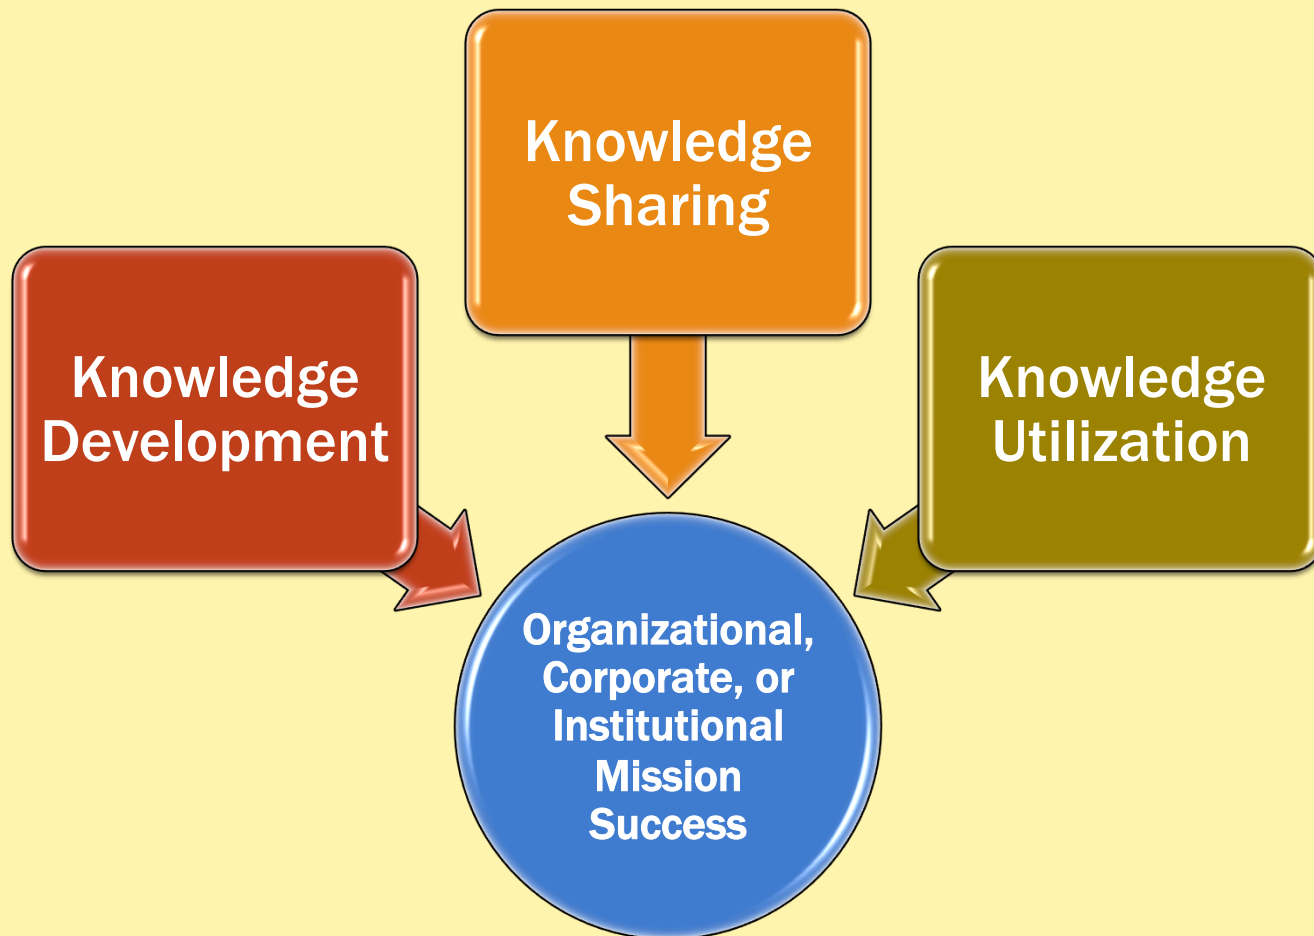 Knowledge
Sharing
Knowledge
Development
Knowledge
Utilization
Organizational,
Corporate, or
Institutional
Mission
Success